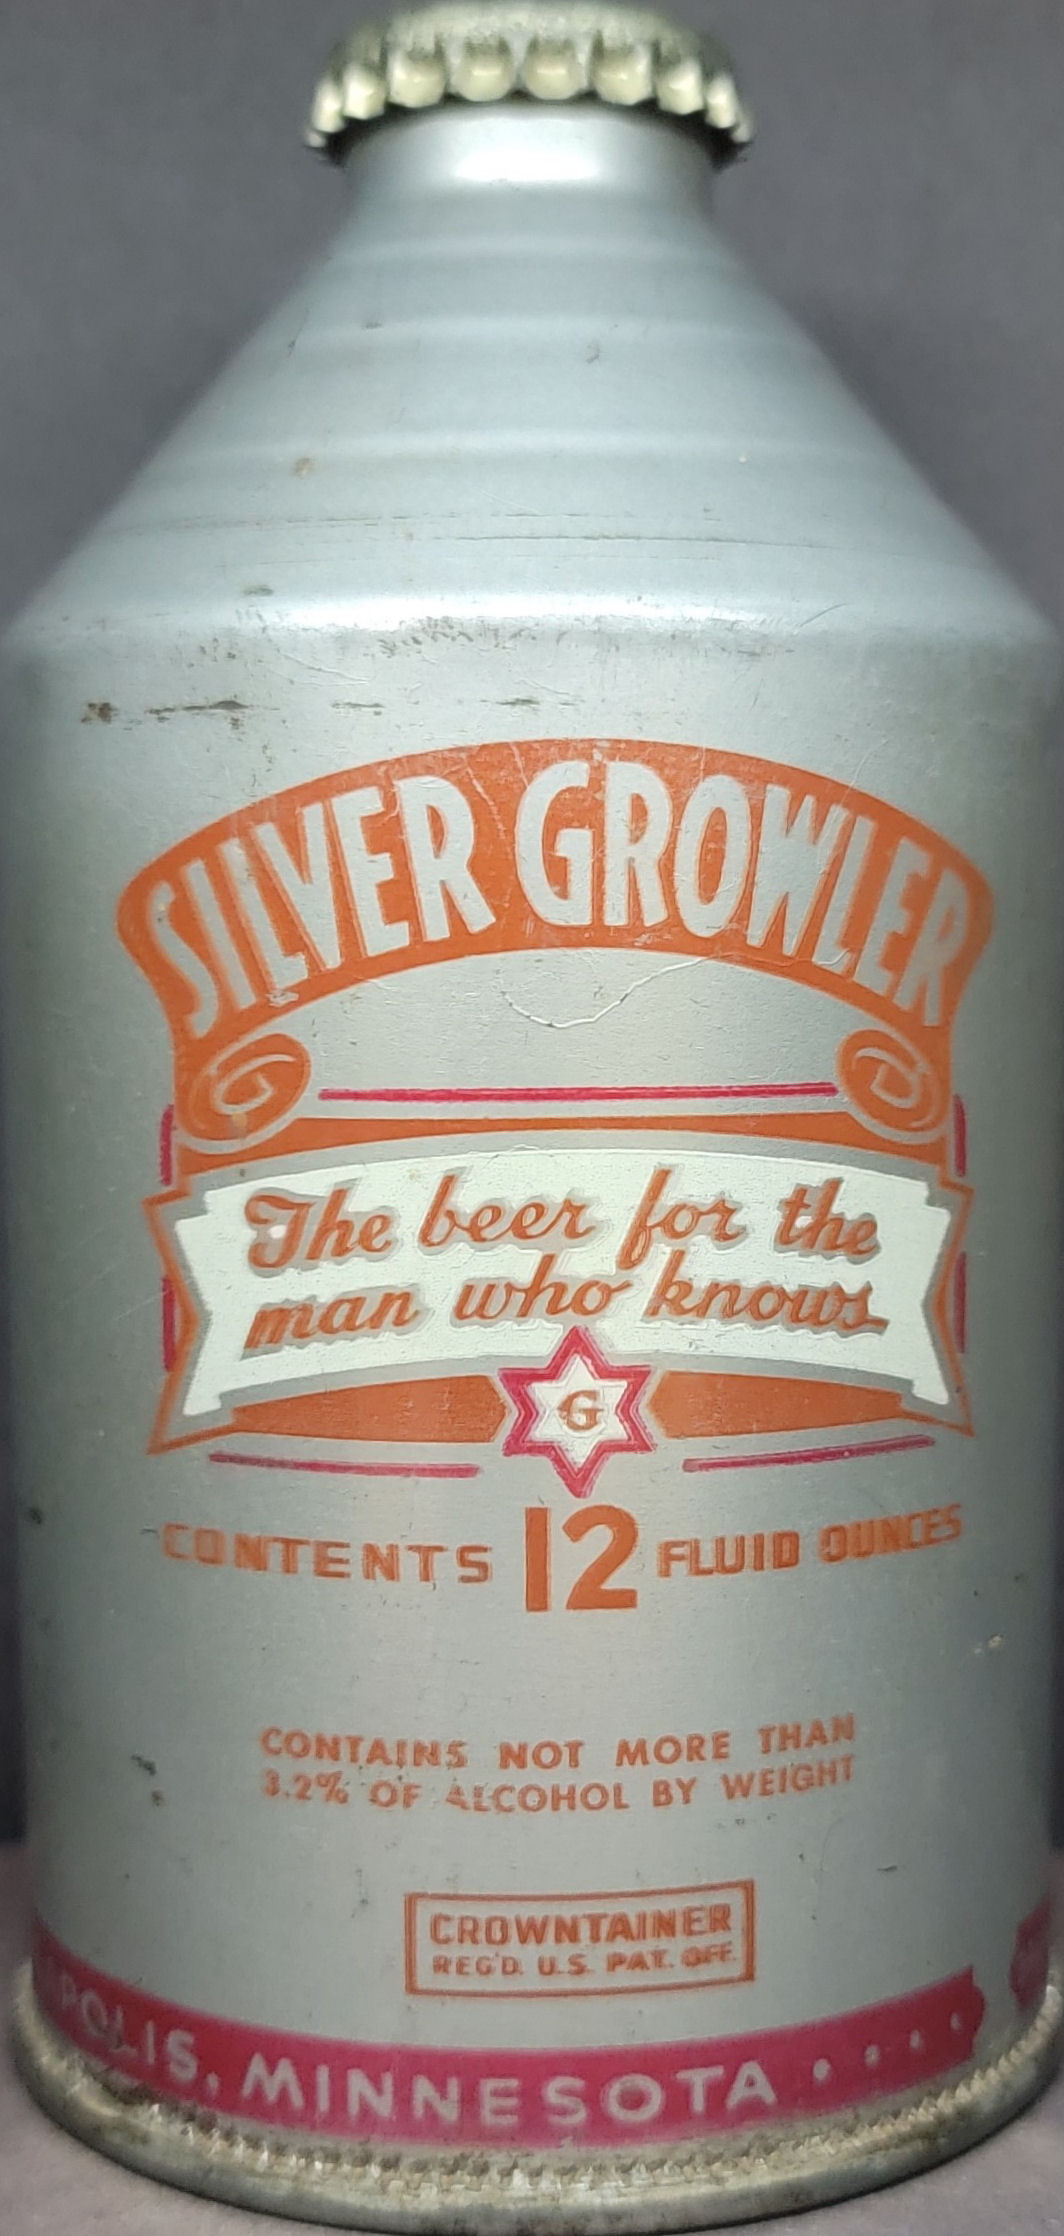 SILVER GROWLER
The beer for the
man who knows
G
CONTENTS 12 FLUID OUNCES
CONTAINS NOT MORE THAN
3.2% OF ALCOHOL BY WEIGHT
CROWNTAINER
REG'D. U.S. PAT. OFF.
POLIS, MINNESOTA . . . .